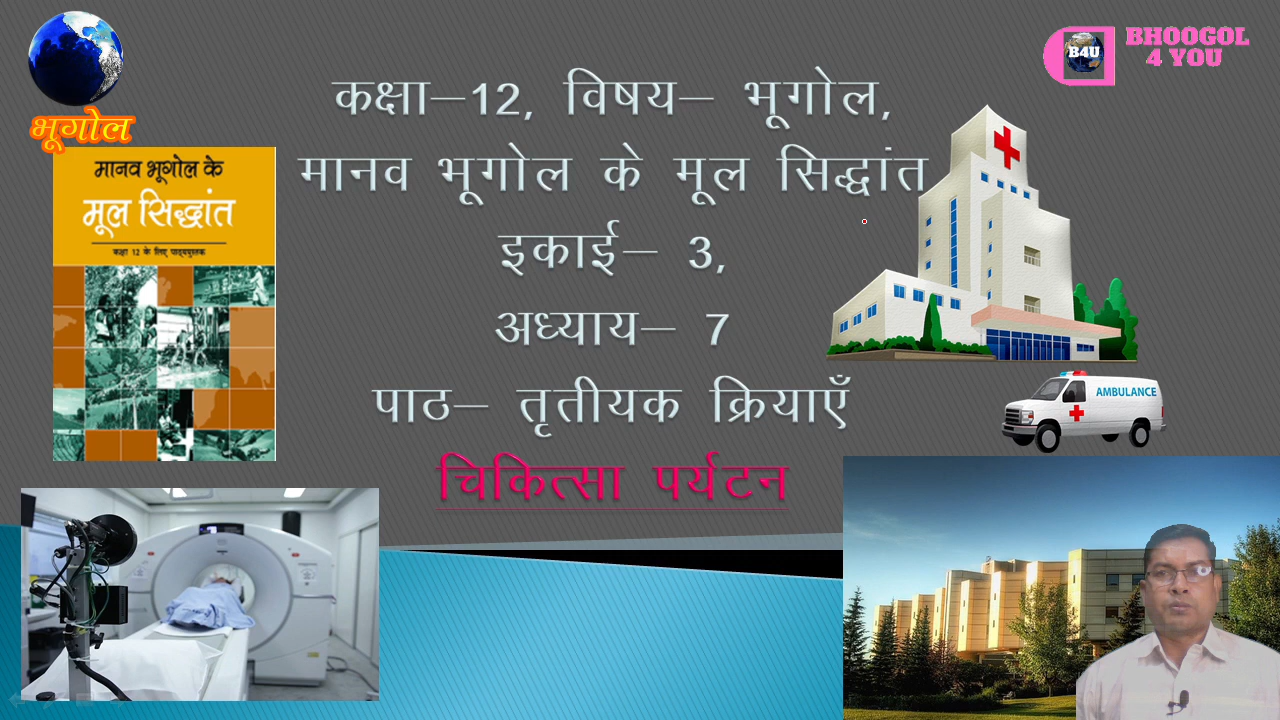 भूगोल
BHOOGOL
4 YOU
B4U
कक्षा–12, विषय– भूगोल,
मानव भूगोल के मूल सिद्धांत
इकाई– 3,
अध्याय– 7
पाठ– तृतीयक क्रियाएँ
चिकित्सा पर्यटन
मानव भूगोल के
मूल सिद्धांत
कक्षा 12 के लिए पाठ्यपुस्तक
AMBULANCE